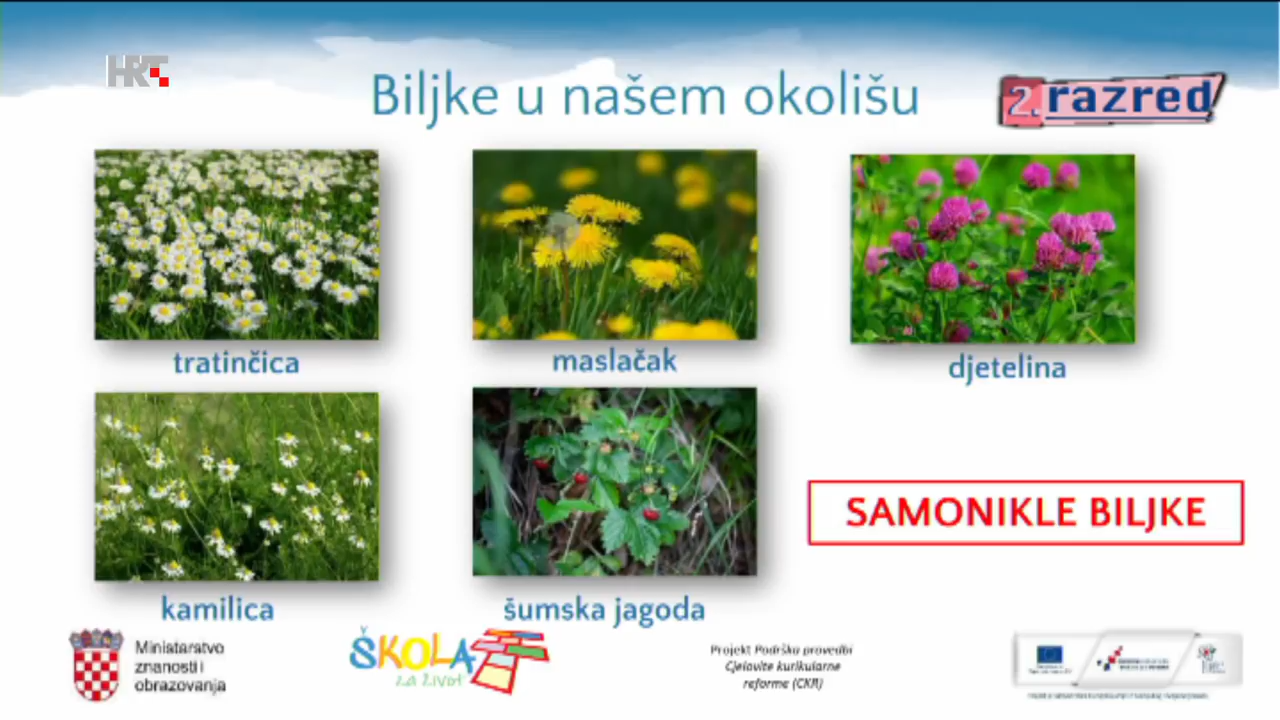 HRT
Biljke u našem okolišu
2. razred
tratinčica
maslačak
djetelina
kamilica
šumska jagoda
SAMONIKLE BILJKE
Ministarstvo
znanosti i
obrazovanja
ŠKOLA
za život
Projekt Podrška provedbi
Cjelovite kurikularne
reforme (CKR)